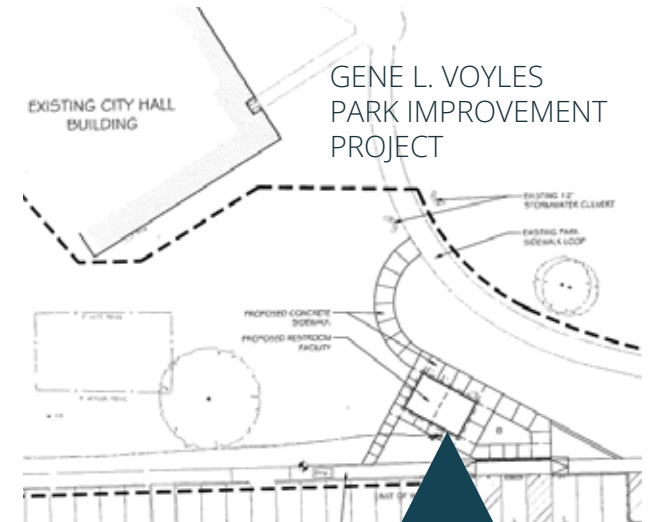 GENE L. VOYLES
PARK IMPROVEMENT
PROJECT
EXISTING CITY HALL
BUILDING
EXISTING 12"
STORMWATER CULVERT
EXISTING PARK
SIDEWALK LOOP
PROPOSED CONCRETE
SIDEWALK
PROPOSED RESTROOM
FACILITY
B